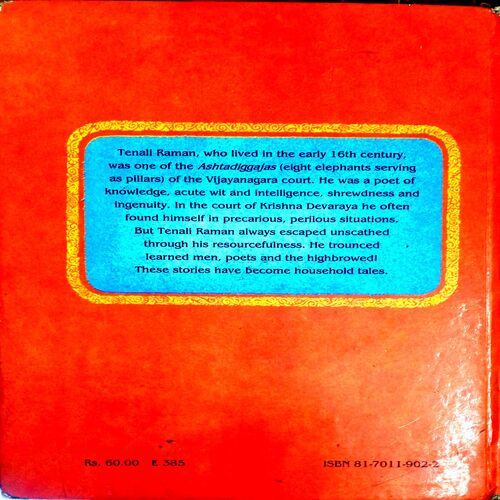 Tenali Raman, who lived in the early 16th century,
was one of the Ashtadiggajas (eight elephants serving
as pillars) of the Vijayanagara court. He was a poet of
knowledge, acute wit and intelligence, shrewdness and
ingenuity. In the court of Krishna Devaraya he often
found himself in precarious, perilous situations.
But Tenali Raman always escaped unscathed
through his resourcefulness. He trounced
learned men, poets and the highbrowed!
These stories have become household tales.
Rs. 60.00 E 385
ISBN 81-7011-902-2